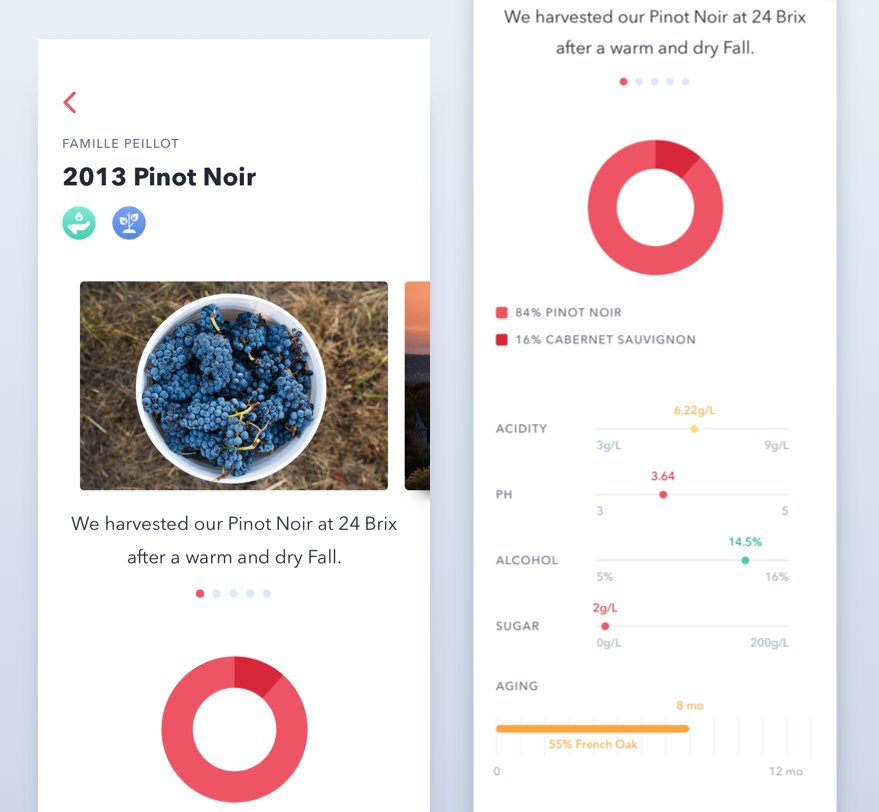 FAMILLE PEILLOT
2013 Pinot Noir
We harvested our Pinot Noir at 24 Brix
after a warm and dry Fall.
We harvested our Pinot Noir at 24 Brix
after a warm and dry Fall.
84% PINOT NOIR
16% CABERNET SAUVIGNON
6.22g/L
ACIDITY
3g/L 9g/L
3.64
PH
3 5
14.5%
ALCOHOL
5% 16%
2g/L
SUGAR
0g/L 200g/L
AGING
8 mo
55% French Oak
0 12 mo